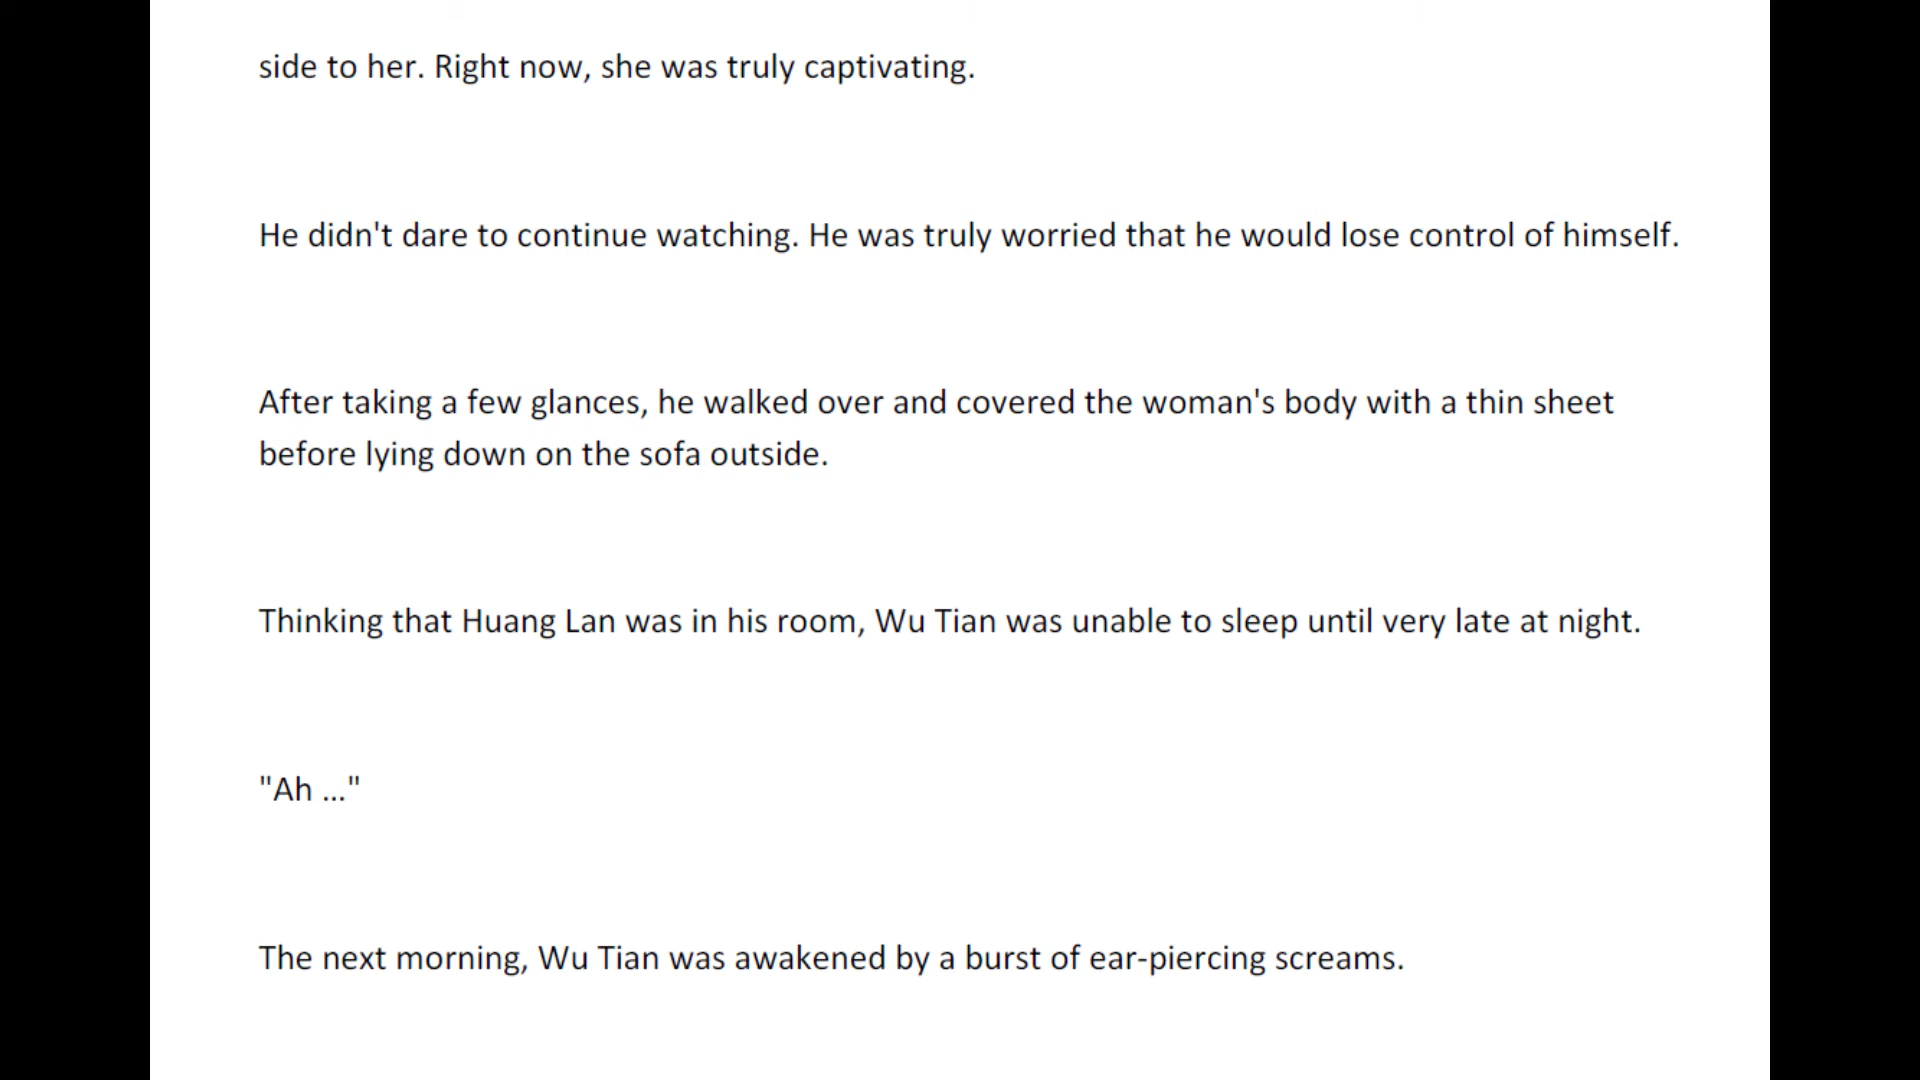 side to her. Right now, she was truly captivating.
He didn't dare to continue watching. He was truly worried that he would lose control of himself.
After taking a few glances, he walked over and covered the woman's body with a thin sheet
before lying down on the sofa outside.
Thinking that Huang Lan was in his room, Wu Tian was unable to sleep until very late at night.
"Ah ..."
The next morning, Wu Tian was awakened by a burst of ear-piercing screams.